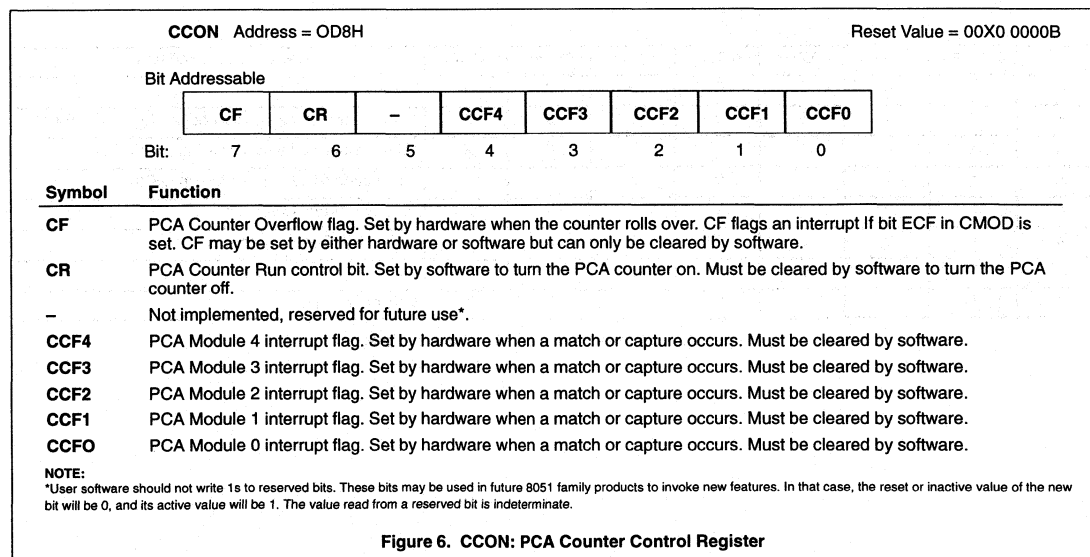 CCON Address = OD8H Reset Value = 00X0 0000B
Bit Addressable
CF CR – CCF4 CCF3 CCF2 CCF1 CCF0
Bit: 7 6 5 4 3 2 1 0
Symbol Function
CF PCA Counter Overflow flag. Set by hardware when the counter rolls over. CF flags an interrupt If bit ECF in CMOD is
set. CF may be set by either hardware or software but can only be cleared by software.
CR PCA Counter Run control bit. Set by software to turn the PCA counter on. Must be cleared by software to turn the PCA
counter off.
– Not implemented, reserved for future use*.
CCF4 PCA Module 4 interrupt flag. Set by hardware when a match or capture occurs. Must be cleared by software.
CCF3 PCA Module 3 interrupt flag. Set by hardware when a match or capture occurs. Must be cleared by software.
CCF2 PCA Module 2 interrupt flag. Set by hardware when a match or capture occurs. Must be cleared by software.
CCF1 PCA Module 1 interrupt flag. Set by hardware when a match or capture occurs. Must be cleared by software.
CCFO PCA Module 0 interrupt flag. Set by hardware when a match or capture occurs. Must be cleared by software.
NOTE:
*User software should not write 1s to reserved bits. These bits may be used in future 8051 family products to invoke new features. In that case, the reset or inactive value of the new
bit will be 0, and its active value will be 1. The value read from a reserved bit is indeterminate.
Figure 6. CCON: PCA Counter Control Register